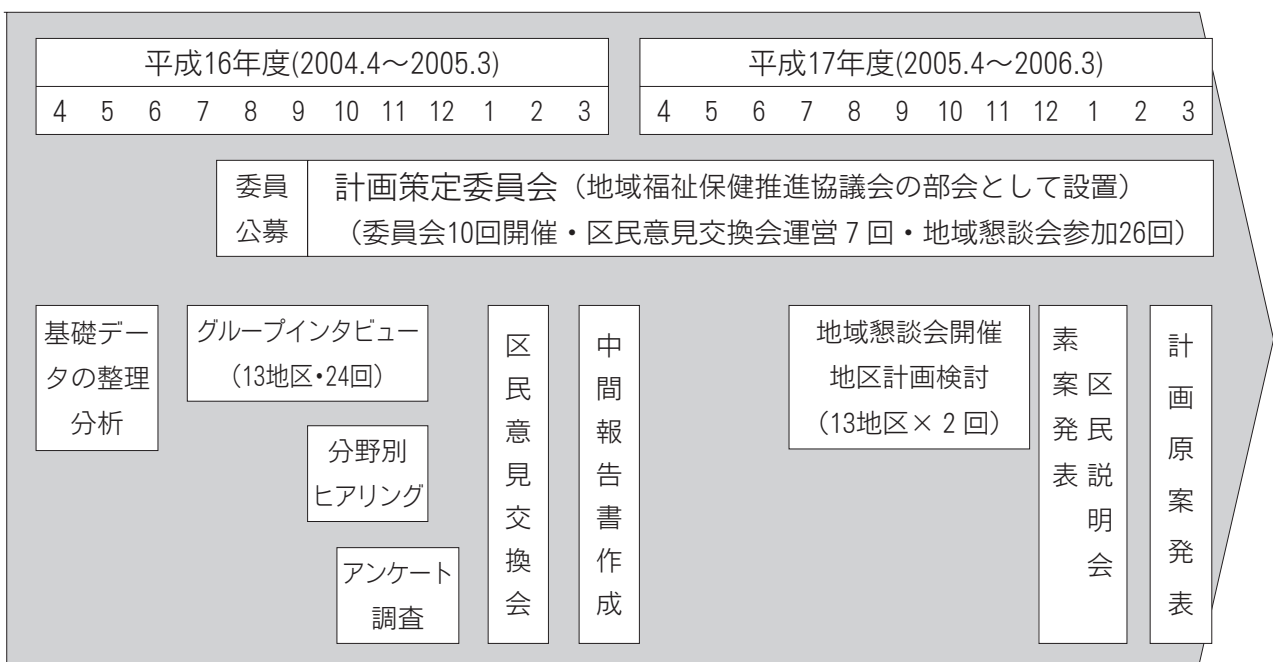 平成16年度(2004.4～2005.3)
4 5 6 7 8 9 10 11 12 1 2 3
平成17年度(2005.4～2006.3)
4 5 6 7 8 9 10 11 12 1 2 3
委員
公募
計画策定委員会（地域福祉保健推進協議会の部会として設置）
（委員会10回開催・区民意見交換会運営７回・地域懇談会参加26回）
基礎デー
タの整理
分析
グループインタビュー
（13地区・24回）
分野別
ヒアリング
アンケート
調査
区民意見交換会
中間報告書作成
地域懇談会開催
地区計画検討
（13地区×２回）
素案発表
区民説明会
計画原案発表